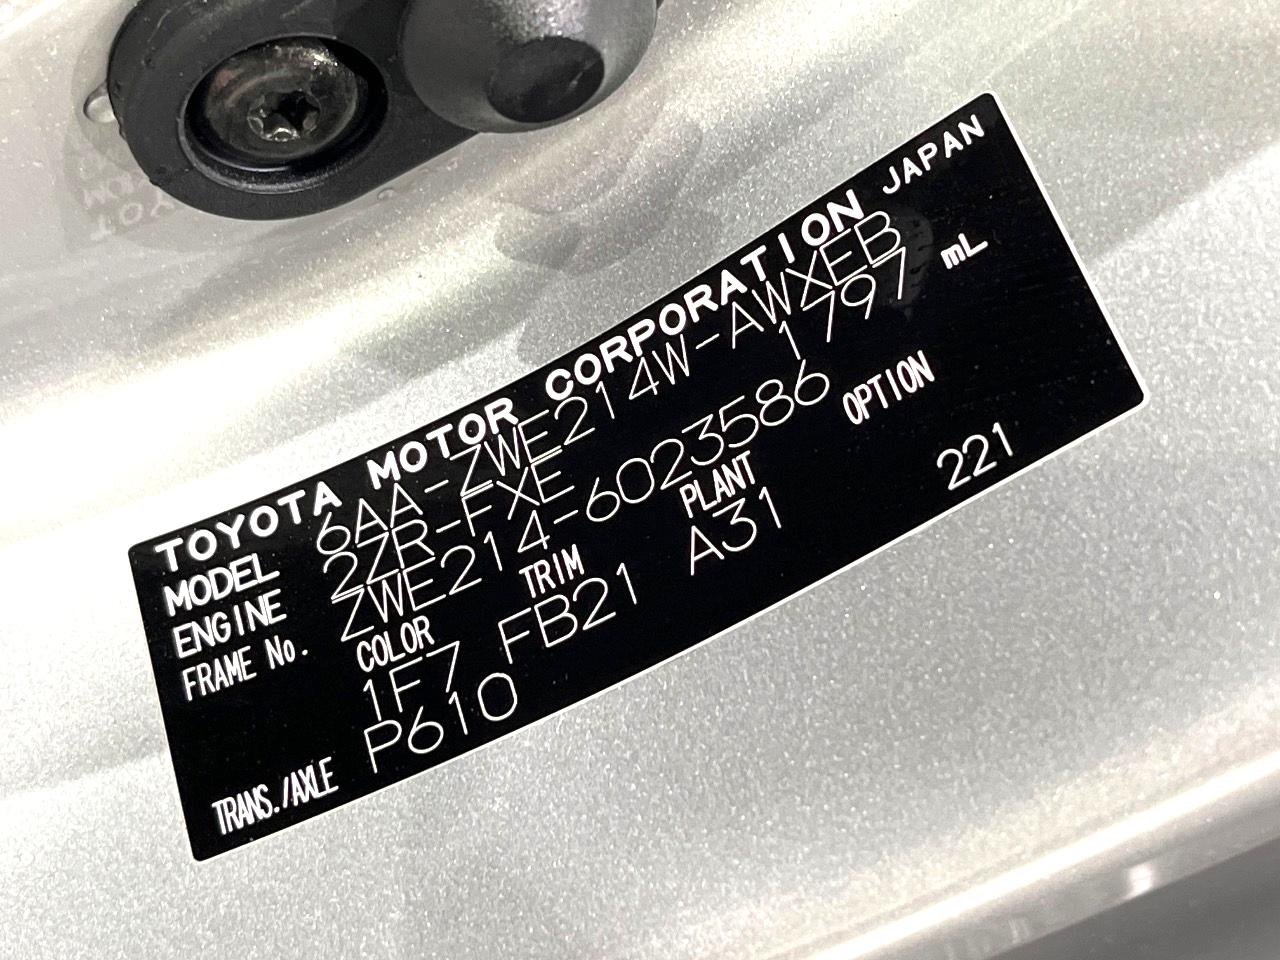 TOYOTA MOTOR CORPORATION JAPAN
MODEL 6AA-ZWE214W-AWXEB
ENGINE 2ZR-FXE 1797 mL
FRAME No. ZWE214-6023586
COLOR TRIM PLANT OPTION
1F7 FB21 A31 221
TRANS./AXLE P610